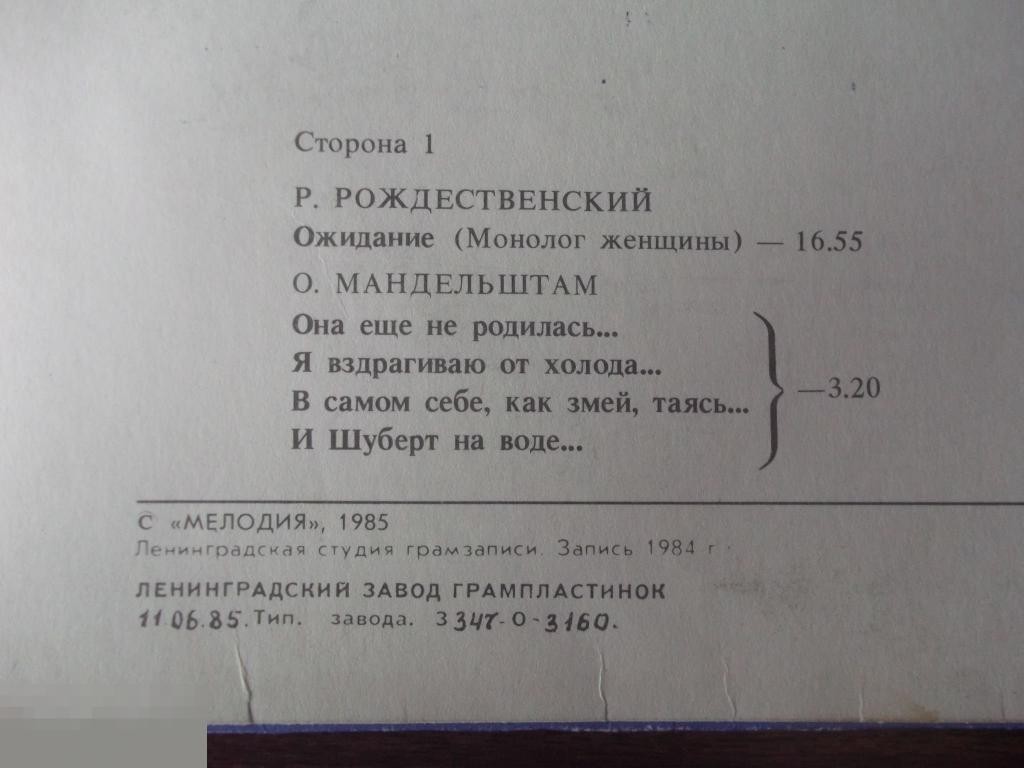 Сторона 1
Р. РОЖДЕСТВЕНСКИЙ
Ожидание (Монолог женщины) — 16.55
О. МАНДЕЛЬШТАМ
Она еще не родилась...
Я вздрагиваю от холода...
В самом себе, как змей, таясь...
И Шуберт на воде...
—3.20
С «МЕЛОДИЯ», 1985
Ленинградская студия грамзаписи. Запись 1984 г.
ЛЕНИНГРАДСКИЙ ЗАВОД ГРАМПЛАСТИНОК
11.06.85. Тип. завода. З 347-0-3160.